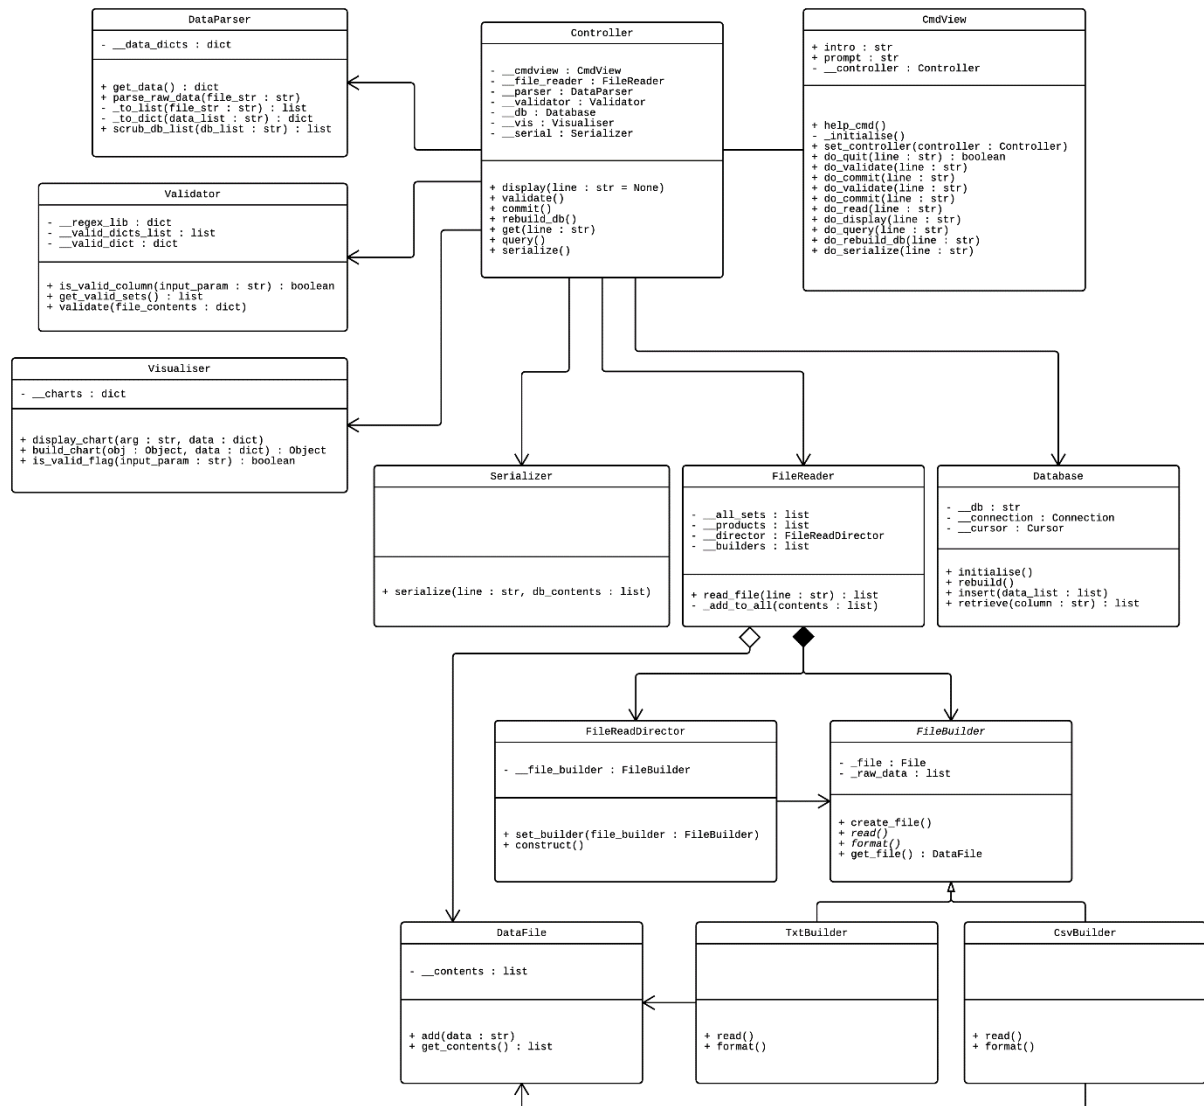 DataParser
- __data_dicts : dict
+ get_data() : dict
+ parse_raw_data(file_str : str)
- _to_list(file_str : str) : list
- _to_dict(data_list : str) : dict
+ scrub_db_list(db_list : str) : list
Controller
- __cmdview : CmdView
- __file_reader : FileReader
- __parser : DataParser
- __validator : Validator
- __db : Database
- __vis : Visualiser
- __serial : Serializer
+ display(line : str = None)
+ validate()
+ commit()
+ rebuild_db()
+ get(line : str)
+ query()
+ serialize()
CmdView
+ intro : str
+ prompt : str
- __controller : Controller
+ help_cmd()
- _initialise()
+ set_controller(controller : Controller)
+ do_quit(line : str) : boolean
+ do_validate(line : str)
+ do_commit(line : str)
+ do_validate(line : str)
+ do_commit(line : str)
+ do_read(line : str)
+ do_display(line : str)
+ do_query(line : str)
+ do_rebuild_db(line : str)
+ do_serialize(line : str)
Validator
- __regex_lib : dict
- __valid_dicts_list : list
- __valid_dict : dict
+ is_valid_column(input_param : str) : boolean
+ get_valid_sets() : list
+ validate(file_contents : dict)
Visualiser
- __charts : dict
+ display_chart(arg : str, data : dict)
+ build_chart(obj : Object, data : dict) : Object
+ is_valid_flag(input_param : str) : boolean
Serializer
+ serialize(line : str, db_contents : list)
FileReader
- __all_sets : list
- __products : list
- __director : FileReadDirector
- __builders : list
+ read_file(line : str) : list
- _add_to_all(contents : list)
Database
- __db : str
- __connection : Connection
- __cursor : Cursor
+ initialise()
+ rebuild()
+ insert(data_list : list)
+ retrieve(column : str) : list
FileReadDirector
- __file_builder : FileBuilder
+ set_builder(file_builder : FileBuilder)
+ construct()
FileBuilder
- _file : File
- _raw_data : list
+ create_file()
+ read()
+ format()
+ get_file() : DataFile
DataFile
- __contents : list
+ add(data : str)
+ get_contents() : list
TxtBuilder
+ read()
+ format()
CsvBuilder
+ read()
+ format()